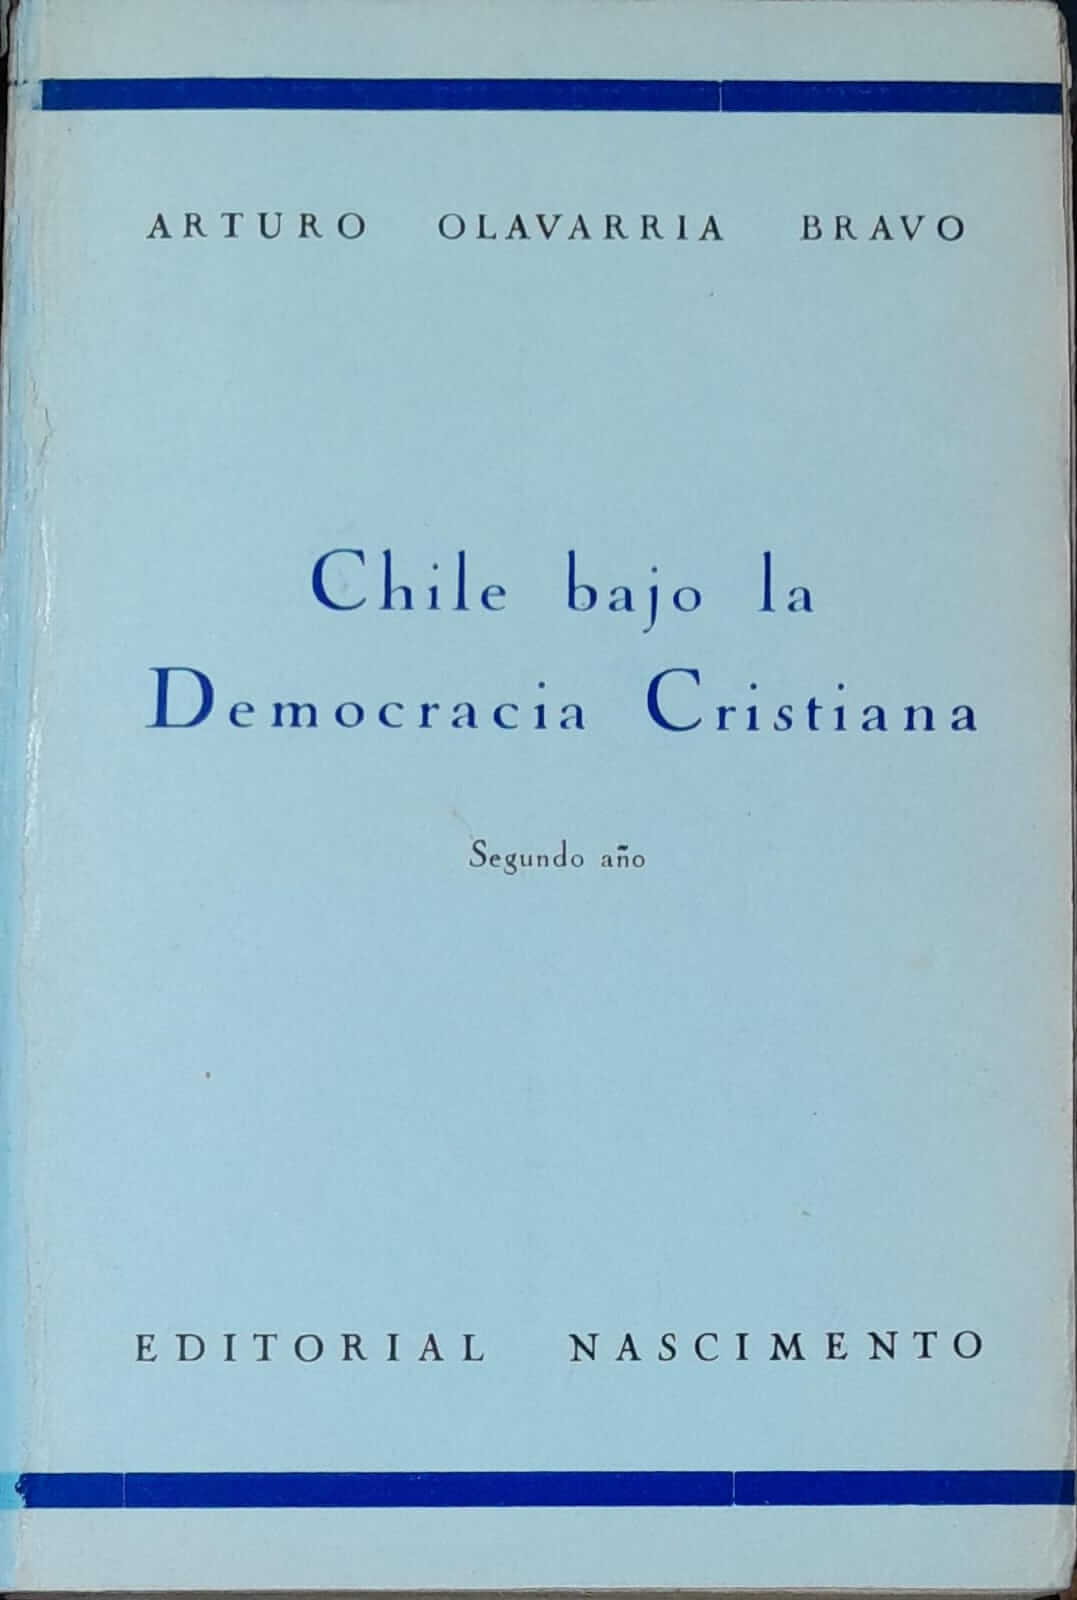 ARTURO OLAVARRIA BRAVO
Chile bajo la
Democracia Cristiana
Segundo año
EDITORIAL NASCIMENTO